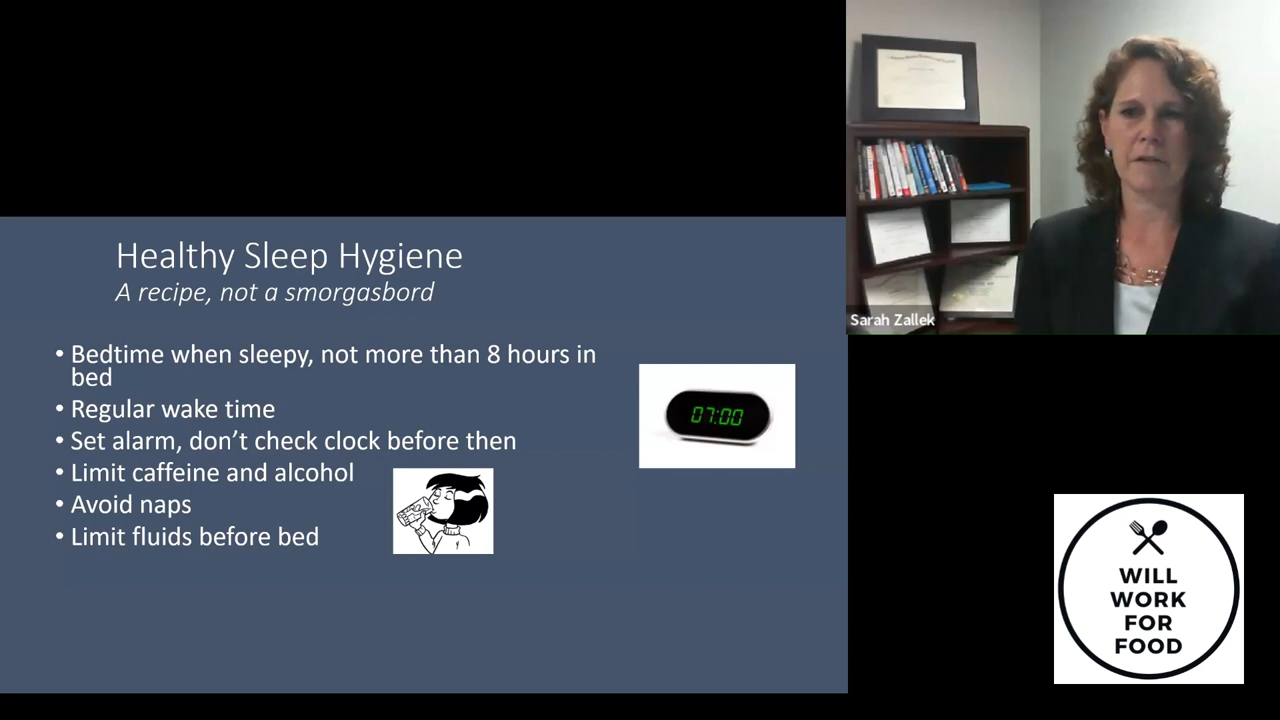 Healthy Sleep Hygiene
A recipe, not a smorgasbord
• Bedtime when sleepy, not more than 8 hours in
bed
• Regular wake time
• Set alarm, don’t check clock before then
• Limit caffeine and alcohol
• Avoid naps
• Limit fluids before bed
07:00
Sarah Zallek
WILL
WORK
FOR
FOOD